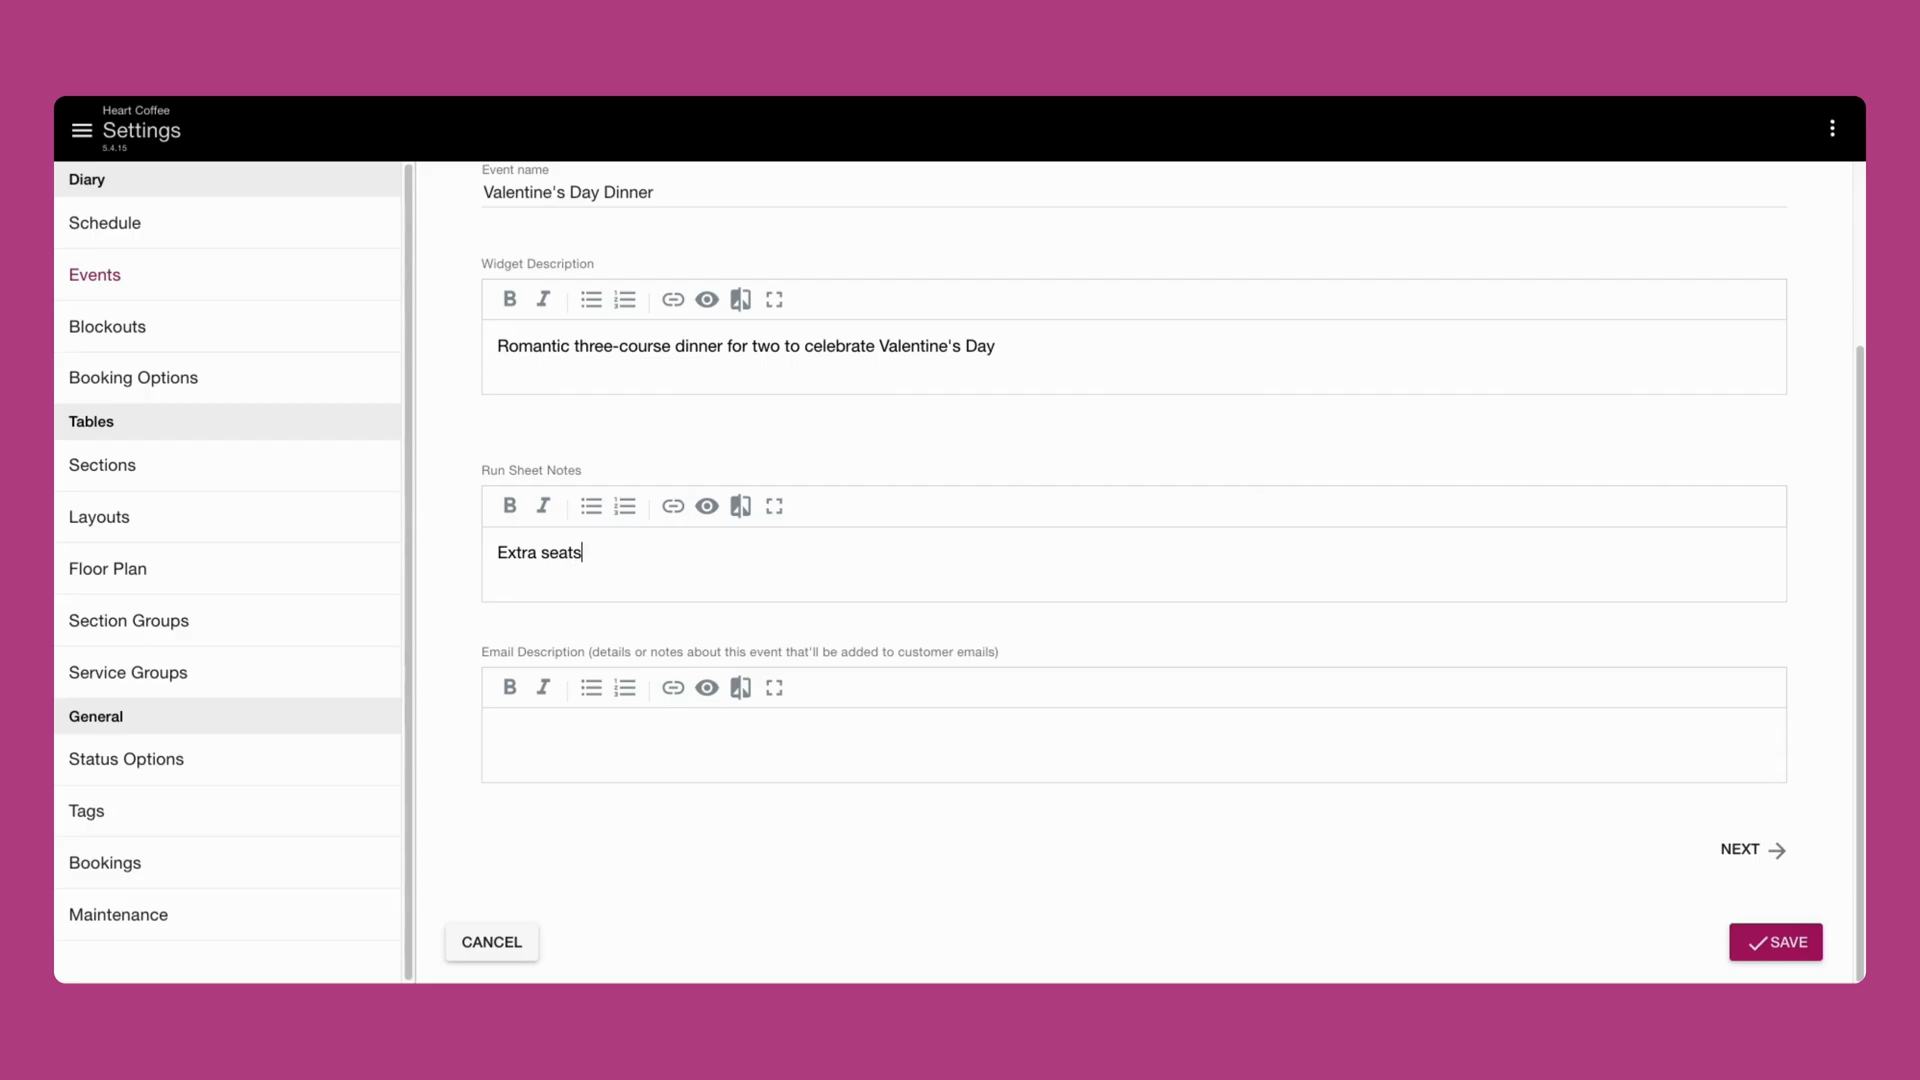 Heart Coffee
Settings
5.4.15
Diary
Schedule
Events
Blockouts
Booking Options
Tables
Sections
Layouts
Floor Plan
Section Groups
Service Groups
General
Status Options
Tags
Bookings
Maintenance
Event name
Valentine's Day Dinner
Widget Description
Romantic three-course dinner for two to celebrate Valentine's Day
Run Sheet Notes
Extra seats
Email Description (details or notes about this event that'll be added to customer emails)
NEXT
CANCEL
SAVE